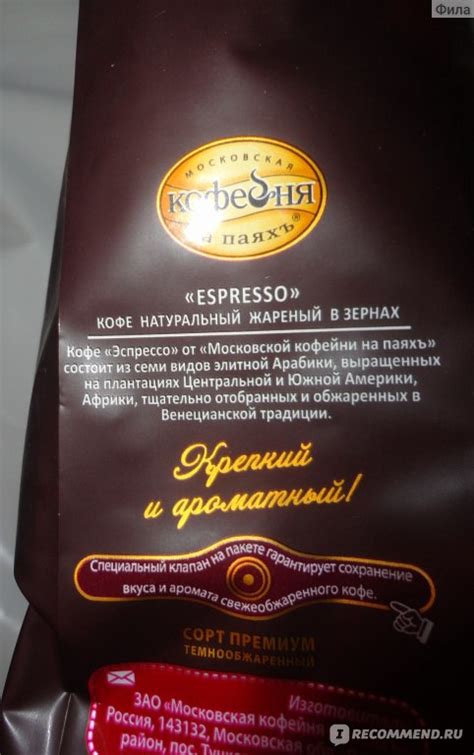 Фила
МОСКОВСКАЯ
КОФЕЙНЯ
НА ПАЯХЪ®
«ESPRESSO»
КОФЕ НАТУРАЛЬНЫЙ ЖАРЕНЫЙ В ЗЕРНАХ
Кофе «Эспрессо» от «Московской кофейни на паяхъ»
состоит из семи видов элитной Арабики, выращенных
на плантациях Центральной и Южной Америки,
Африки, тщательно отобранных и обжаренных в
Венецианской традиции.
Крепкий
и ароматный!
Специальный клапан на пакете гарантирует сохранение
вкуса и аромата свежеобжаренного кофе.
СОРТ ПРЕМИУМ
ТЕМНООБЖАРЕННЫЙ
Изготовите
ЗАО «Московская кофейня
Россия, 143132, Московская
район, пос. Тучк
IRECOMMEND.RU